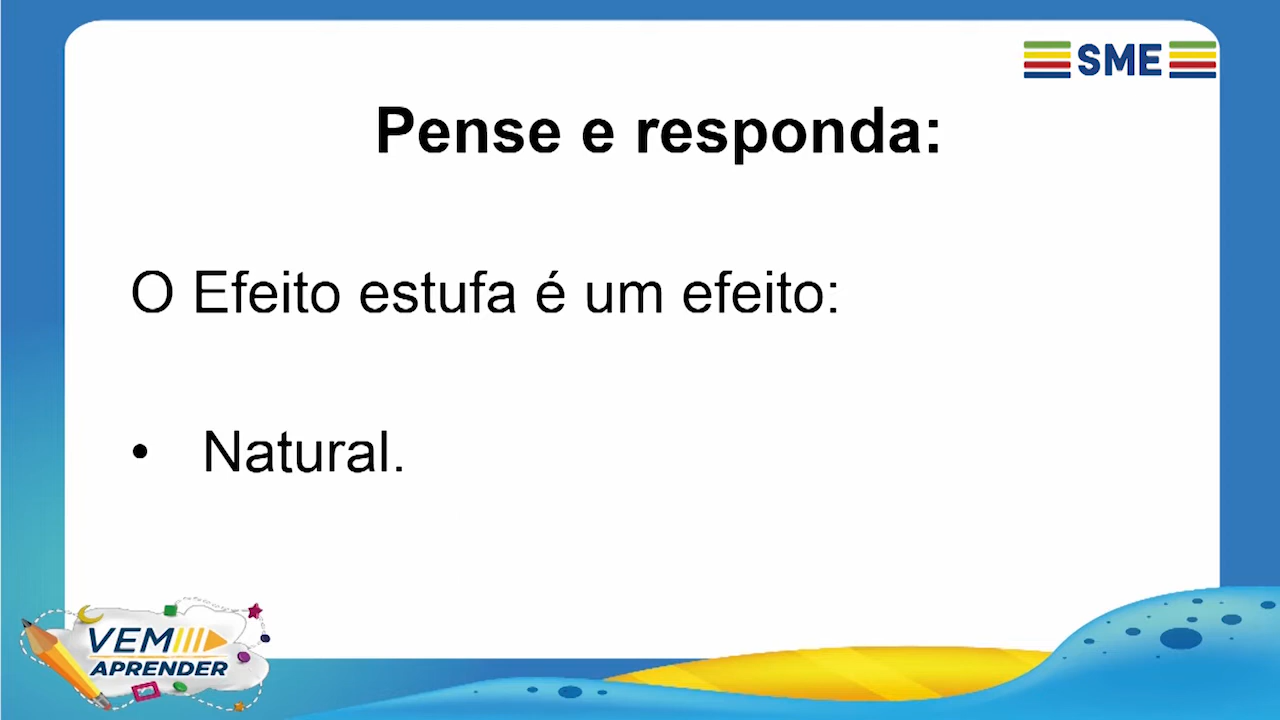 SME
Pense e responda:
O Efeito estufa é um efeito:
• Natural.
VEM
APRENDER